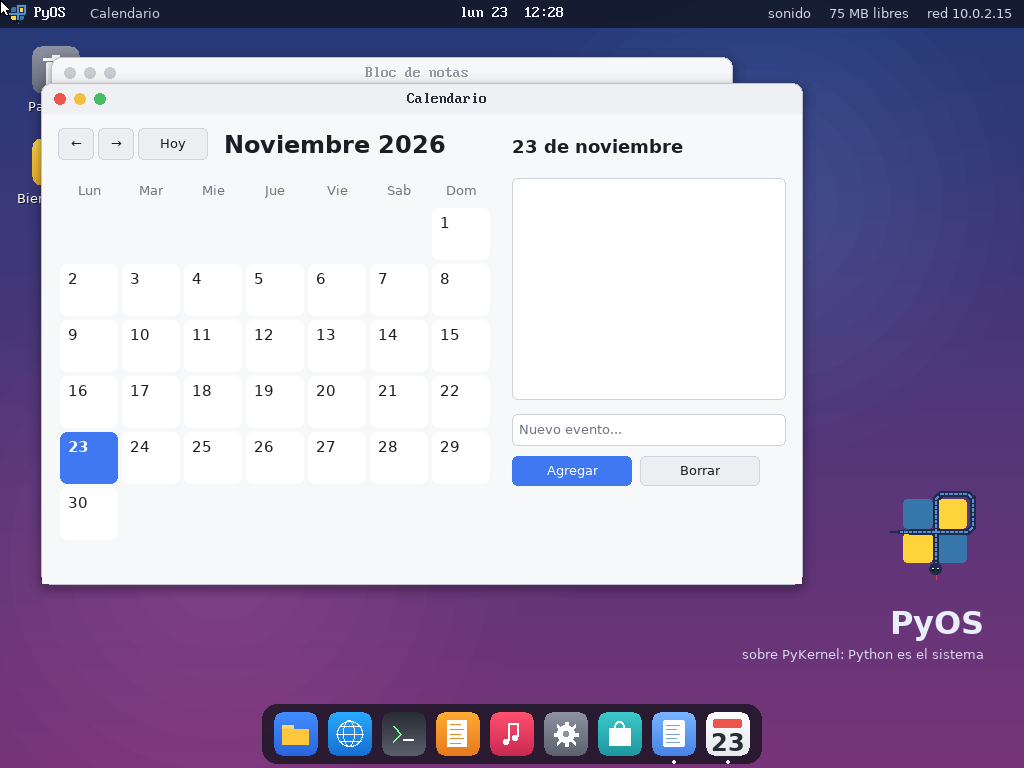 PyOS Calendario lun 23 12:28 sonido 75 MB libres red 10.0.2.15
Bloc de notas
Calendario
← → Hoy Noviembre 2026
23 de noviembre
Lun Mar Mie Jue Vie Sab Dom
1
2 3 4 5 6 7 8
9 10 11 12 13 14 15
16 17 18 19 20 21 22
23 24 25 26 27 28 29
30
Nuevo evento...
Agregar Borrar
PyOS
sobre PyKernel: Python es el sistema
23